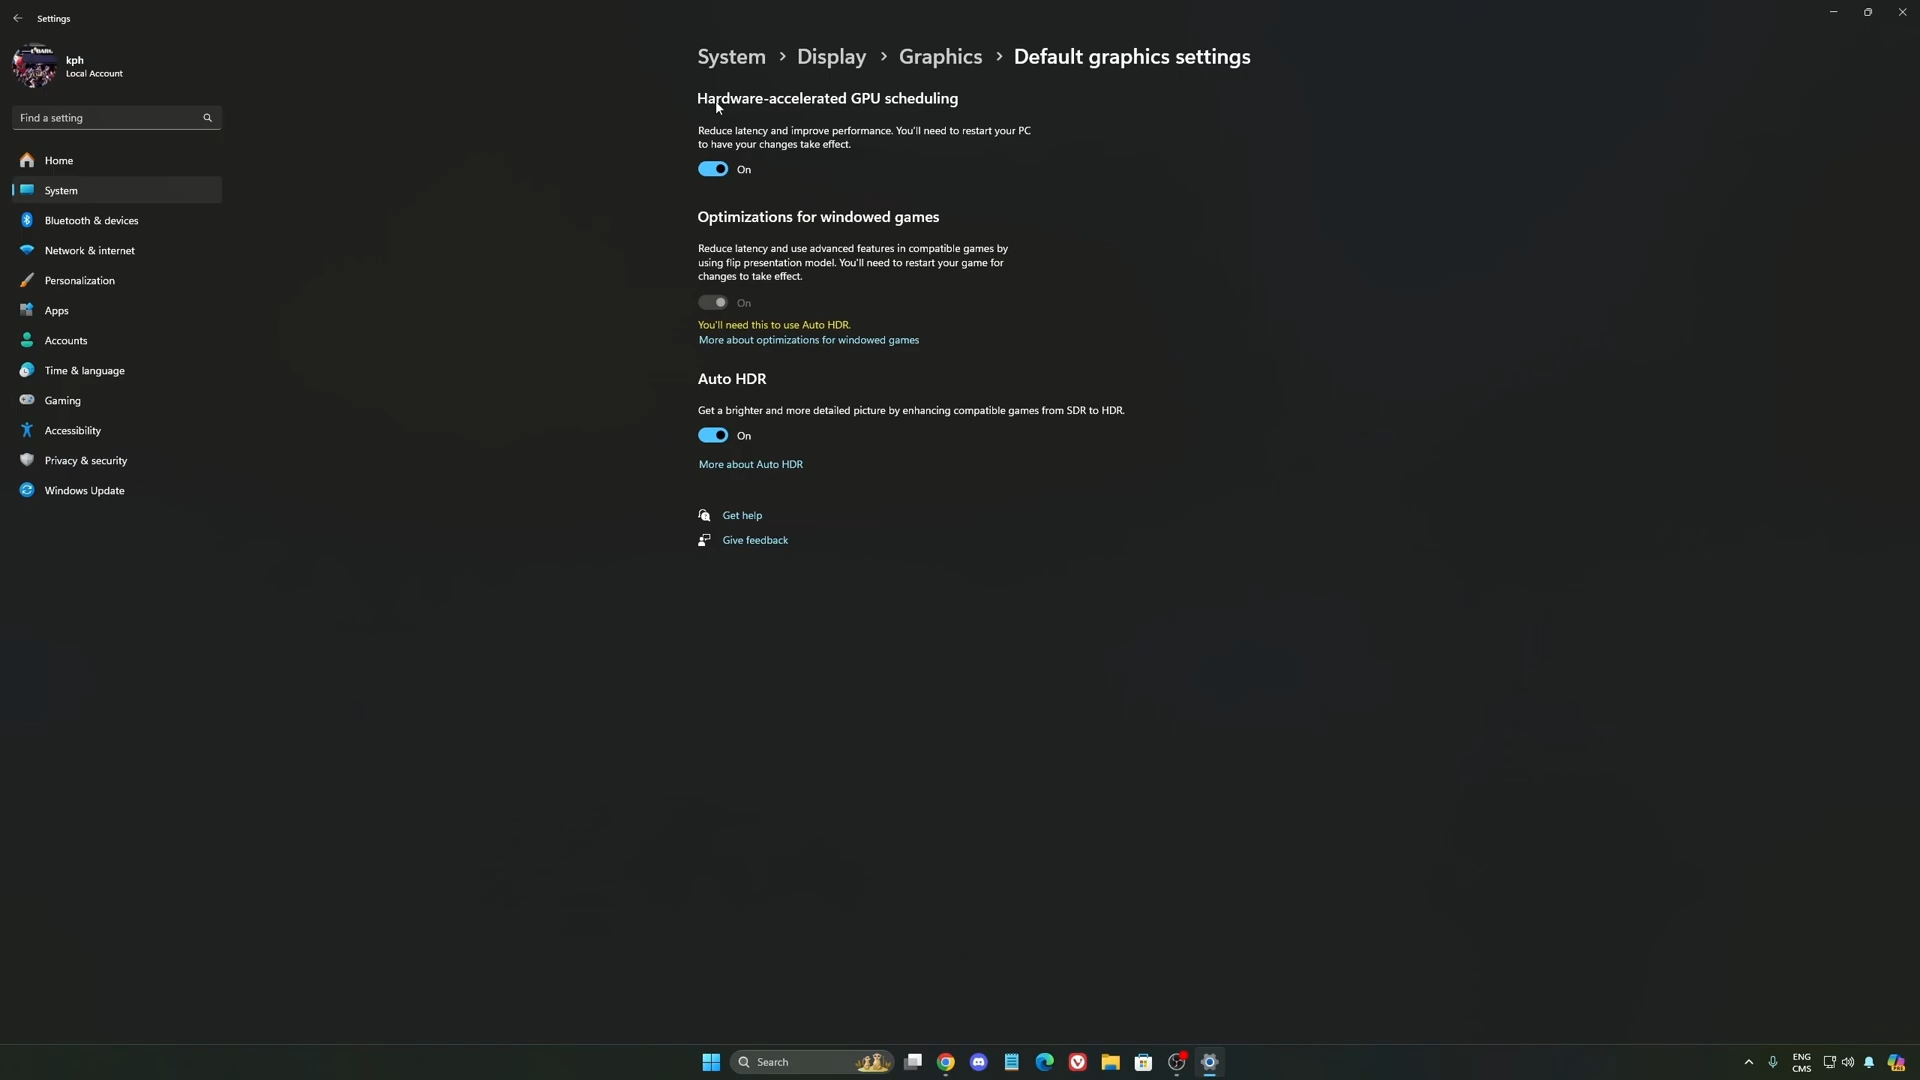 Settings
kph
Local Account
Find a setting
Home
System
Bluetooth & devices
Network & internet
Personalization
Apps
Accounts
Time & language
Gaming
Accessibility
Privacy & security
Windows Update
System > Display > Graphics > Default graphics settings
Hardware-accelerated GPU scheduling
Reduce latency and improve performance. You'll need to restart your PC
to have your changes take effect.
On
Optimizations for windowed games
Reduce latency and use advanced features in compatible games by
using flip presentation model. You'll need to restart your game for
changes to take effect.
On
You'll need this to use Auto HDR.
More about optimizations for windowed games
Auto HDR
Get a brighter and more detailed picture by enhancing compatible games from SDR to HDR.
On
More about Auto HDR
Get help
Give feedback
Search
ENG
CMS